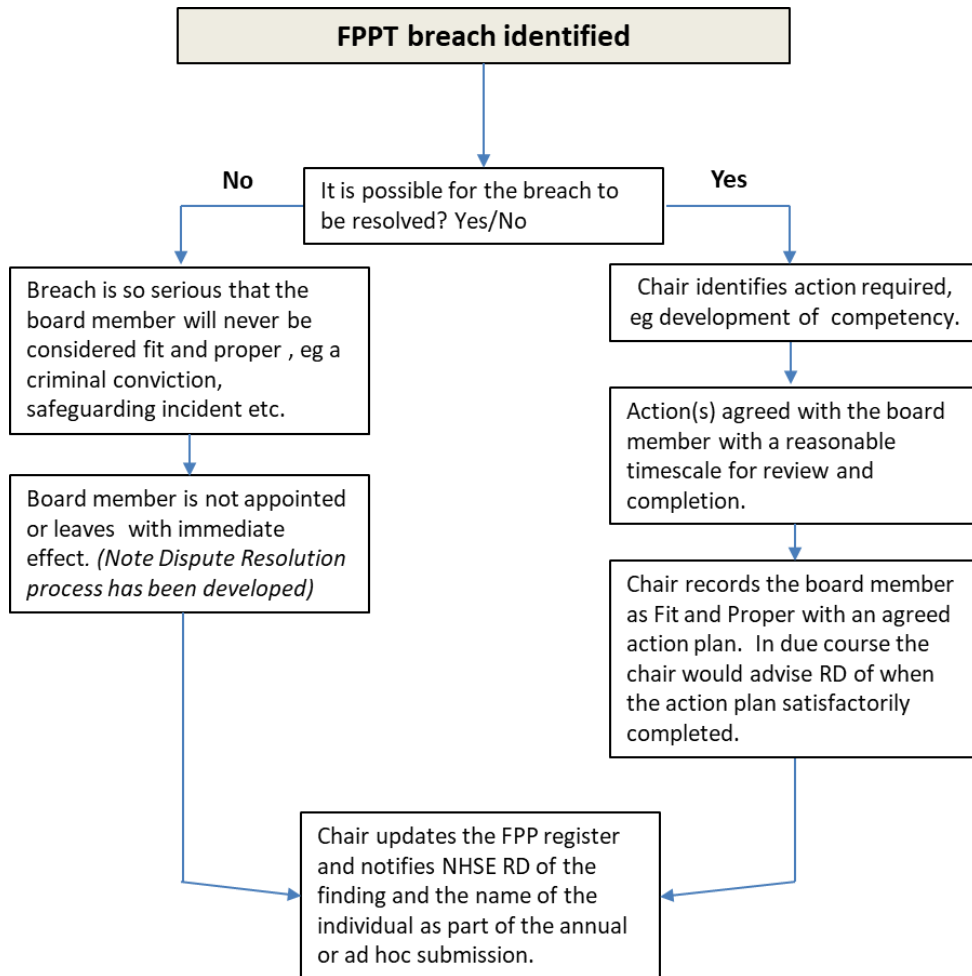 FPPT breach identified
No
Yes
It is possible for the breach to
be resolved? Yes/No
Breach is so serious that the
board member will never be
considered fit and proper , eg a
criminal conviction,
safeguarding incident etc.
Board member is not appointed
or leaves with immediate
effect. (Note Dispute Resolution
process has been developed)
Chair identifies action required,
eg development of competency.
Action(s) agreed with the board
member with a reasonable
timescale for review and
completion.
Chair records the board member
as Fit and Proper with an agreed
action plan. In due course the
chair would advise RD of when
the action plan satisfactorily
completed.
Chair updates the FPP register
and notifies NHSE RD of the
finding and the name of the
individual as part of the annual
or ad hoc submission.